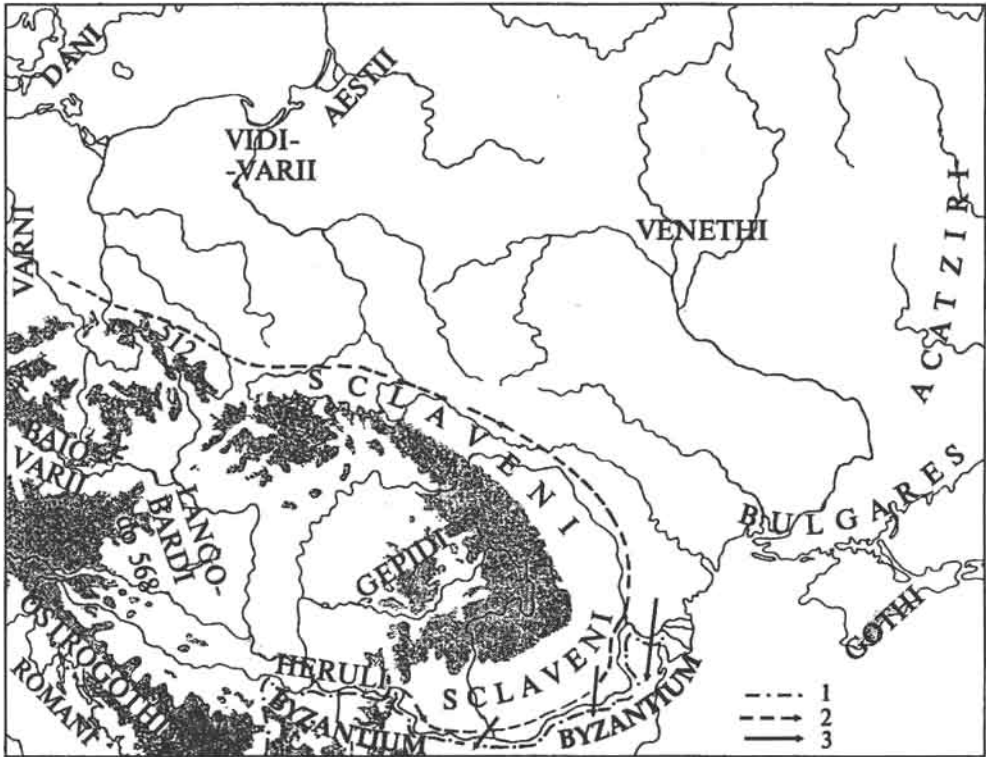 DANI
AESTII
VIDI-
-VARII
VARNI
VENETHI
ACATZIRI
512
SCLAVENI
BAIO
VARII
LANGO-
BARDI
do 568
GEPIDI
BULGARES
GOTHI
SCLAVENI
OSTROGOTHI
ROMANI
HERULI
BYZANTIUM
BYZANTIUM
1
2
3